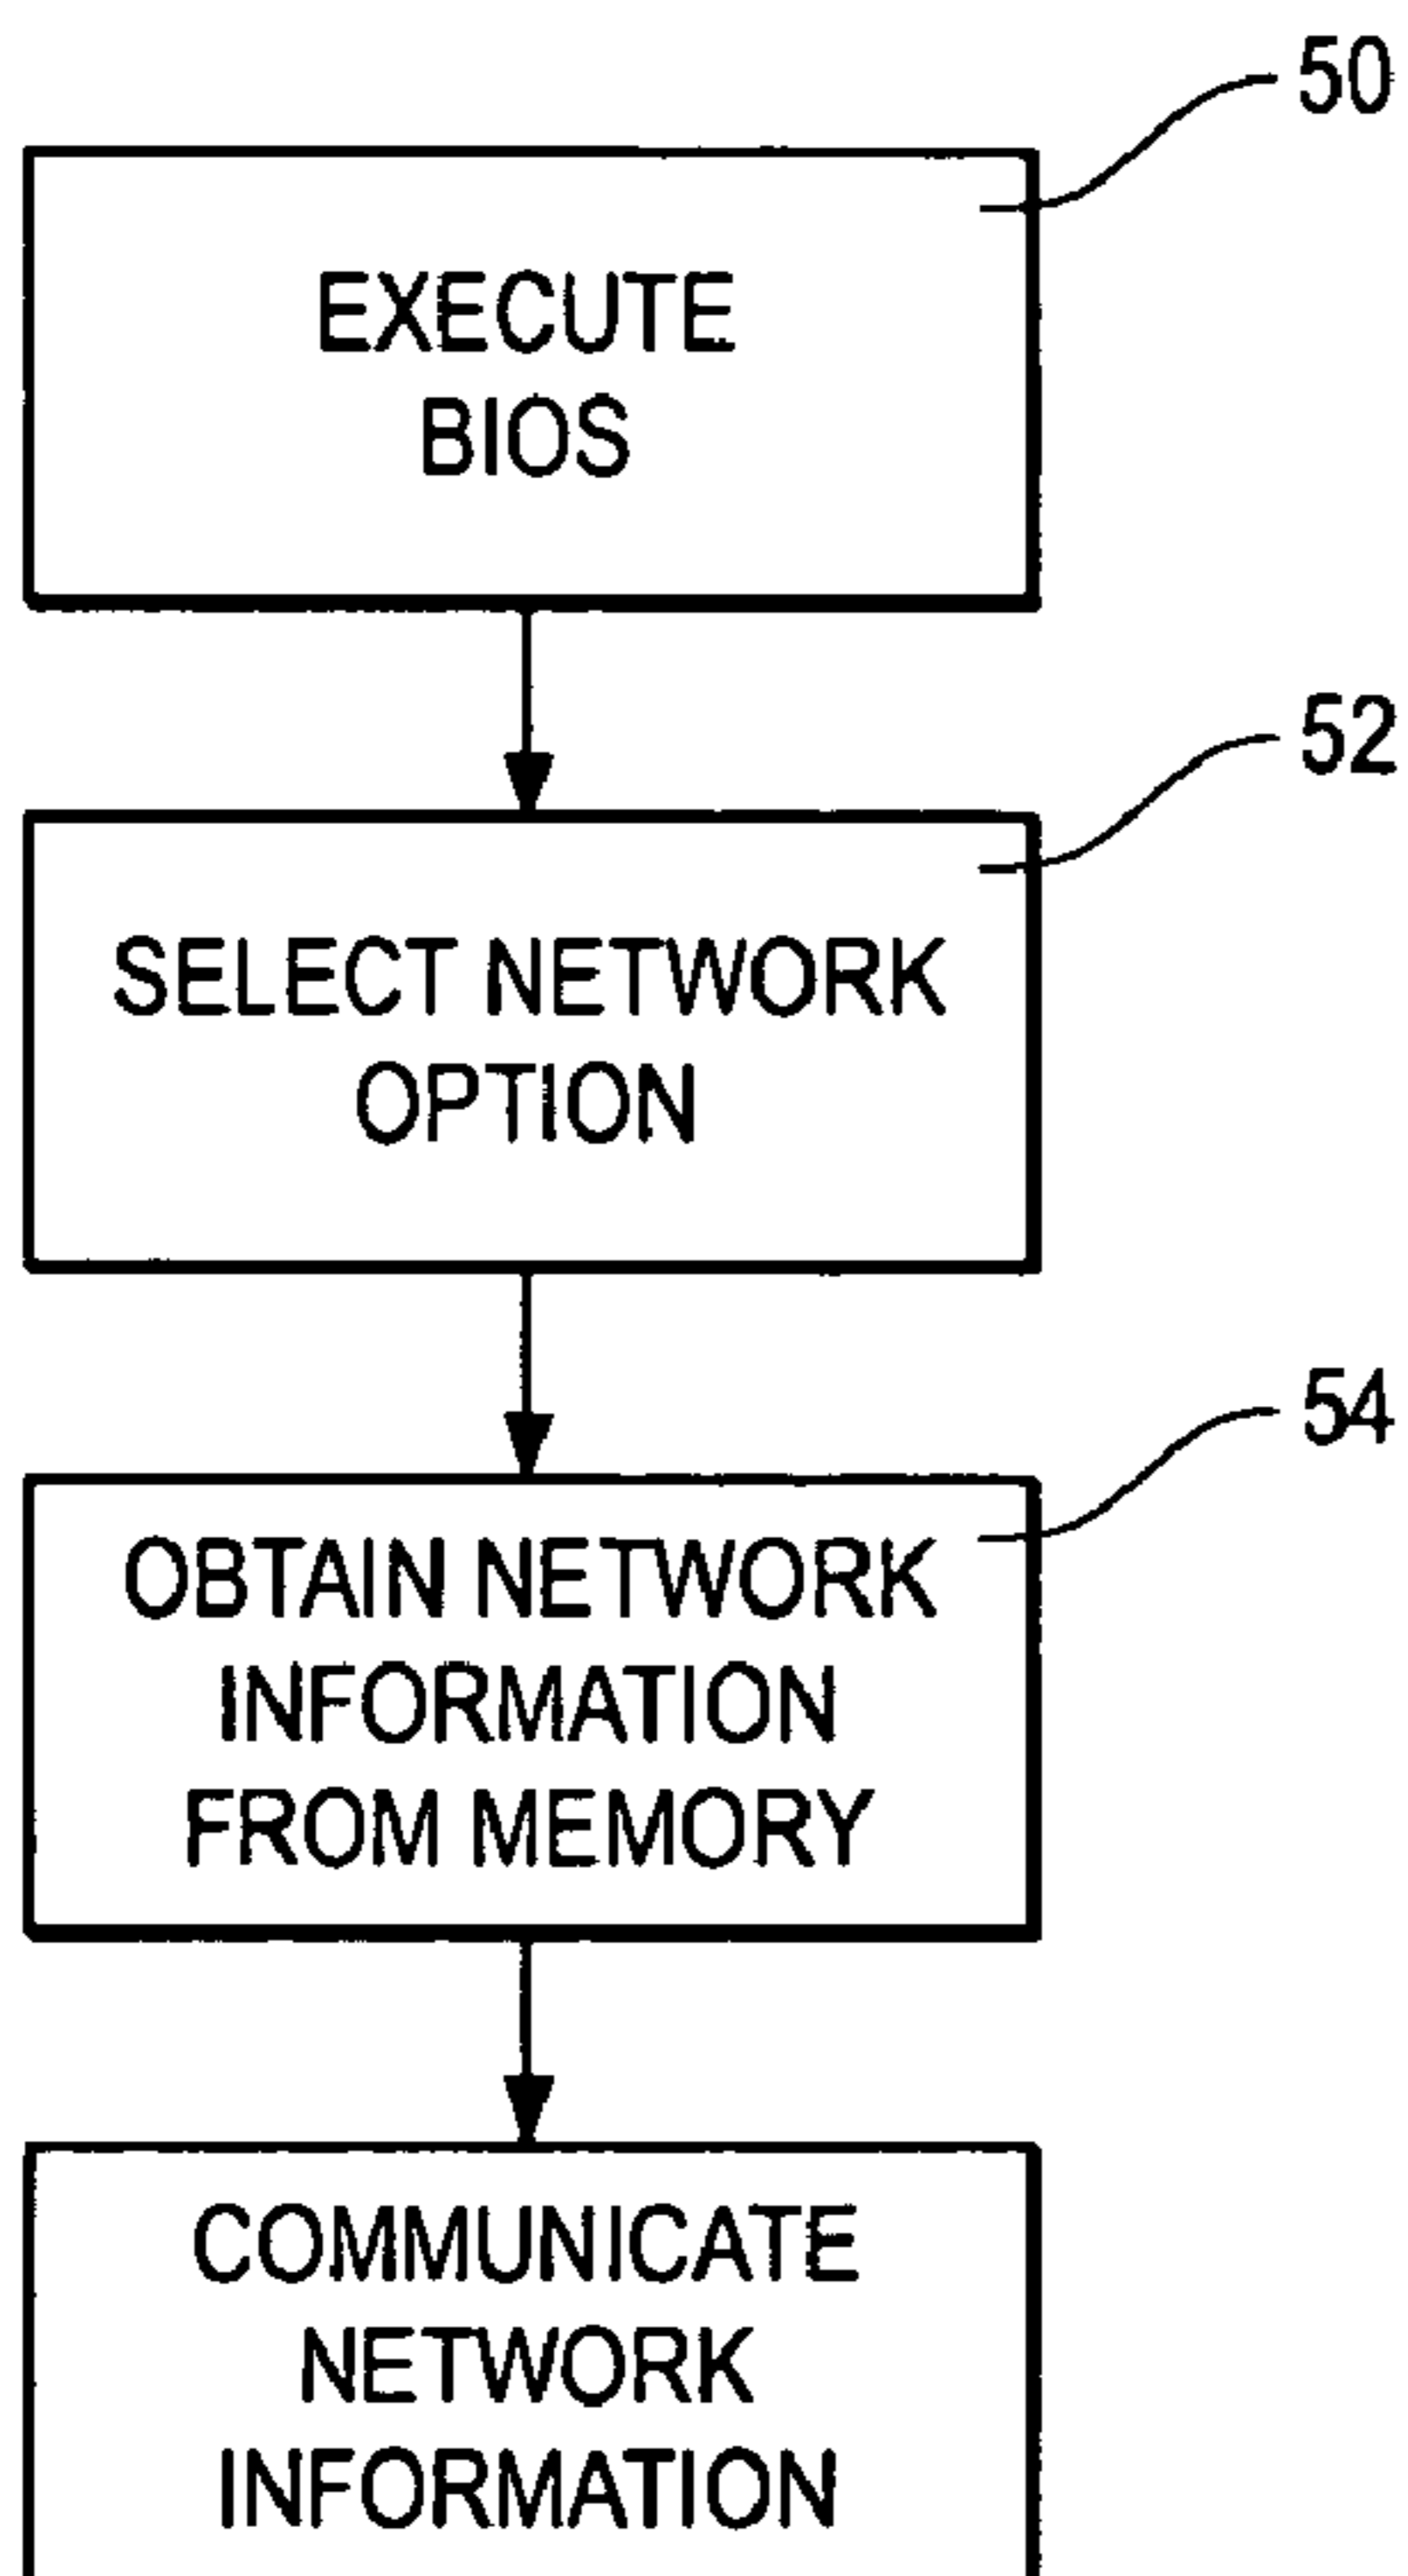 50
EXECUTE
BIOS
52
SELECT NETWORK
OPTION
54
OBTAIN NETWORK
INFORMATION
FROM MEMORY
COMMUNICATE
NETWORK
INFORMATION